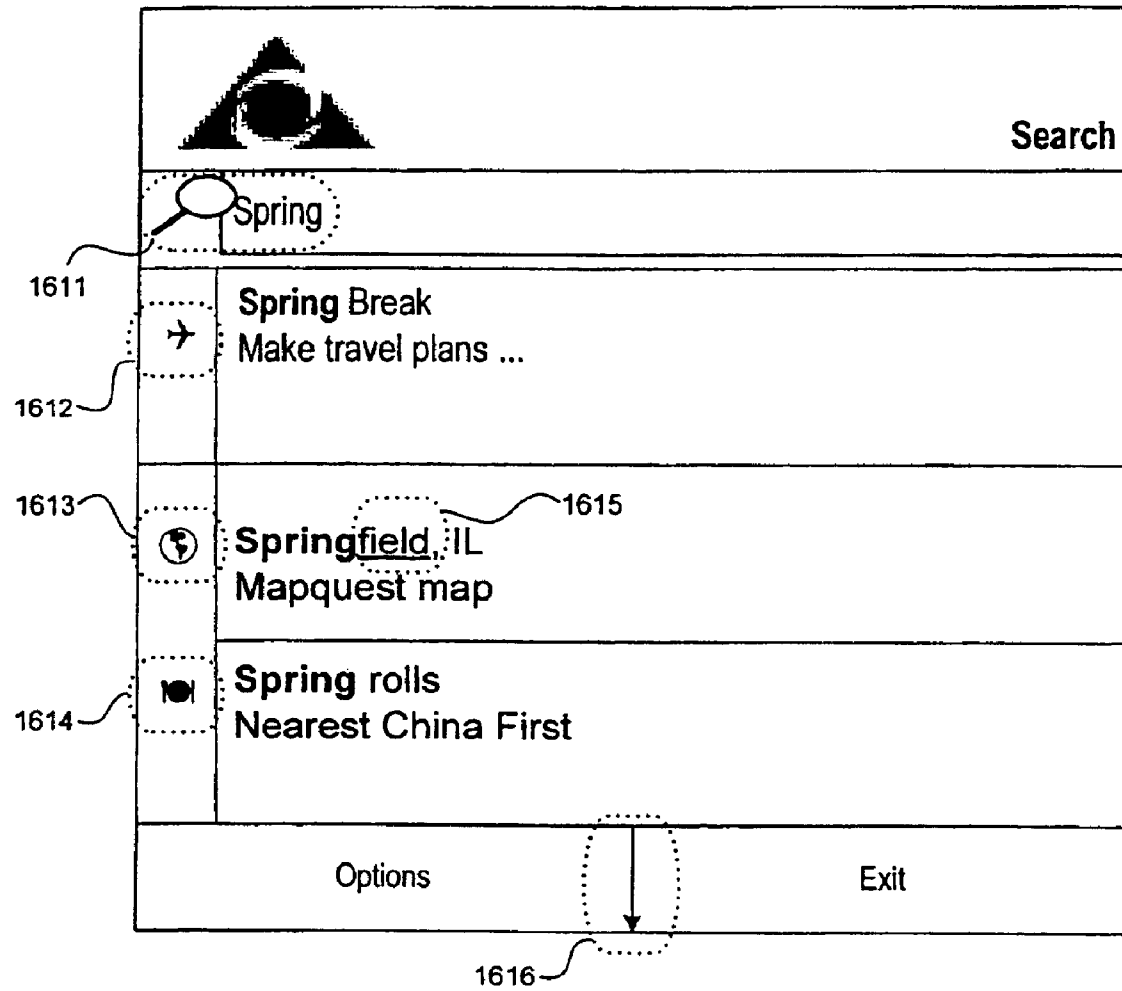 Search
Spring
1611
Spring Break
Make travel plans ...
1612
1613
1615
Springfield, IL
Mapquest map
Spring rolls
1614
Nearest China First
Options
Exit
1616